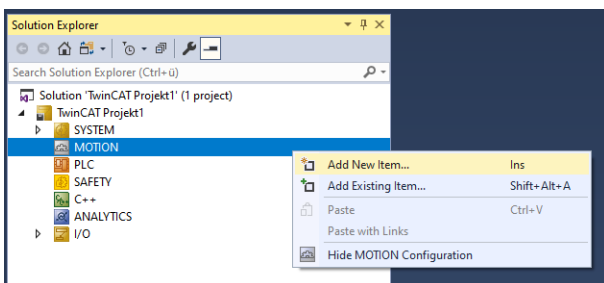 Solution Explorer
Search Solution Explorer (Ctrl+ü)
Solution 'TwinCAT Projekt1' (1 project)
TwinCAT Projekt1
SYSTEM
MOTION
PLC
SAFETY
C++
ANALYTICS
I/O
Add New Item... Ins
Add Existing Item... Shift+Alt+A
Paste Ctrl+V
Paste with Links
Hide MOTION Configuration